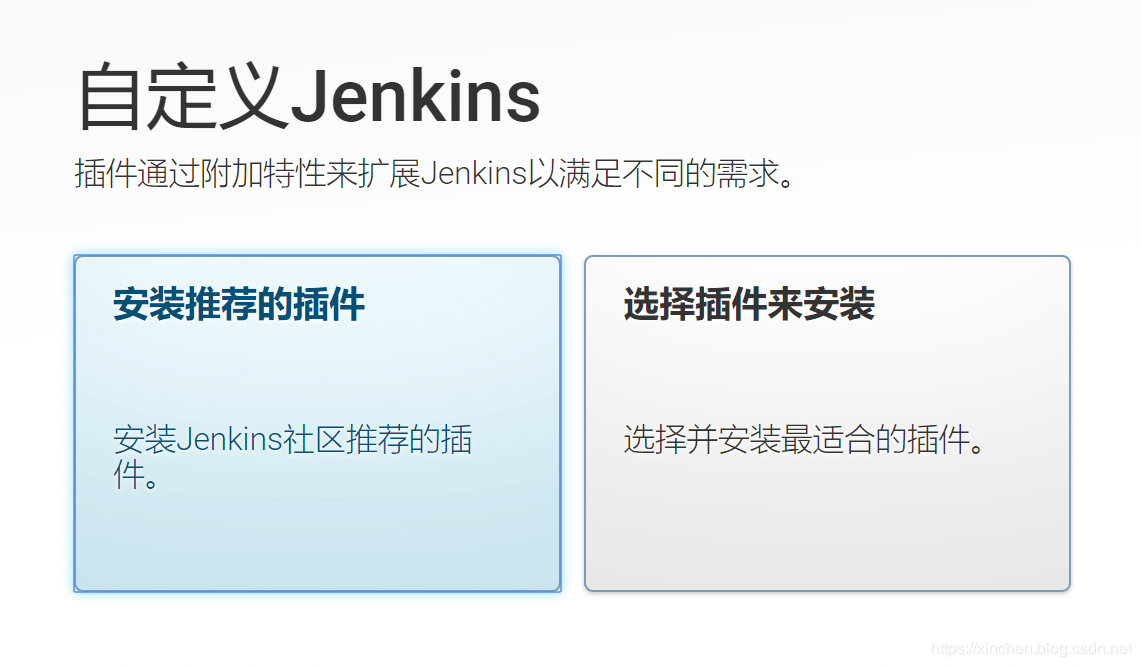 自定义Jenkins
插件通过附加特性来扩展Jenkins以满足不同的需求。
安装推荐的插件
安装Jenkins社区推荐的插
件。
选择插件来安装
选择并安装最适合的插件。
https://xinchen.blog.csdn.net